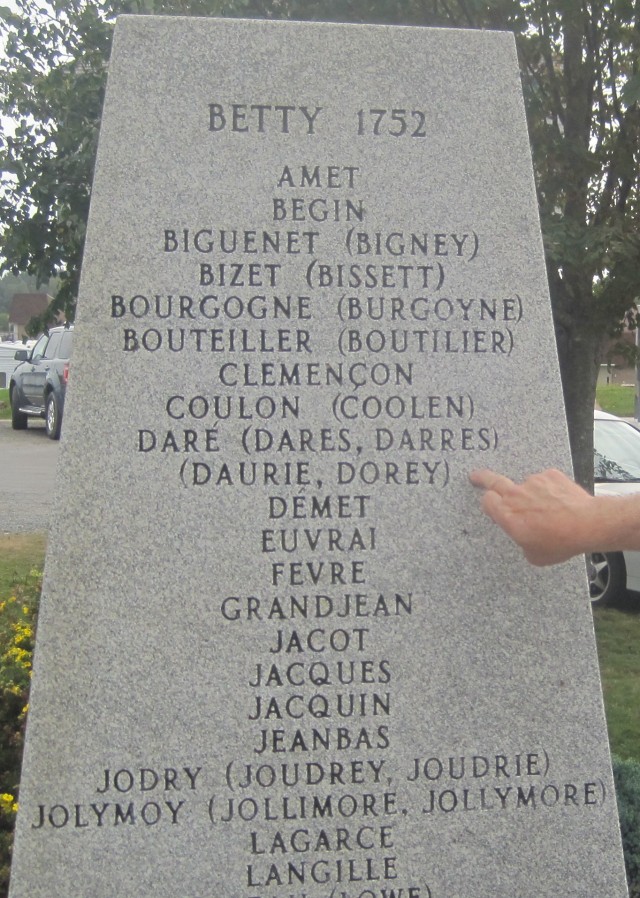 BETTY 1752
AMET
BEGIN
BIGUENET (BIGNEY)
BIZET (BISSETT)
BOURGOGNE (BURGOYNE)
BOUTEILLER (BOUTILIER)
CLEMENÇON
COULON (COOLEN)
DARÉ (DARES, DARRES)
(DAURIE, DOREY)
DÉMET
EUVRAI
FEVRE
GRANDJEAN
JACOT
JACQUES
JACQUIN
JEANBAS
JODRY (JOUDREY, JOUDRIE)
JOLYMOY (JOLLIMORE, JOLLYMORE)
LAGARCE
LANGILLE
(LOWE)